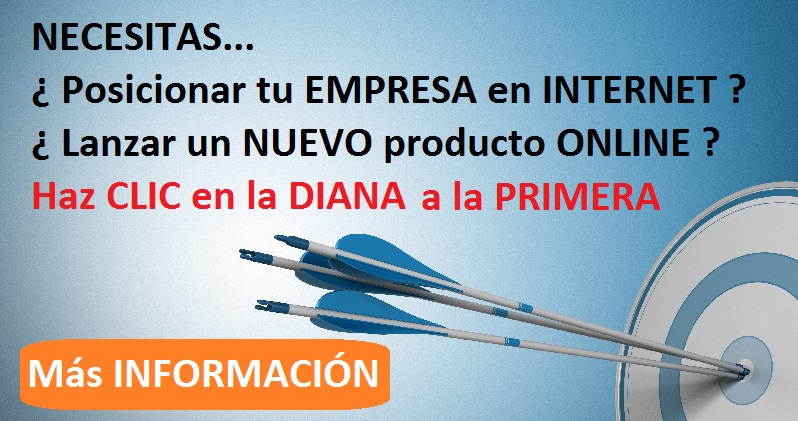 NECESITAS...
¿ Posicionar tu EMPRESA en INTERNET ?
¿ Lanzar un NUEVO producto ONLINE ?
Haz CLIC en la DIANA a la PRIMERA
Más INFORMACIÓN